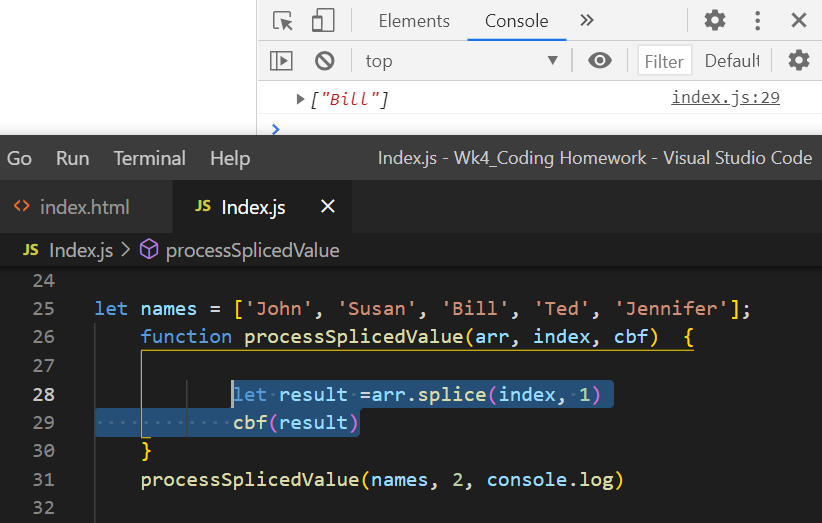 Elements Console »
top Filter Default
["Bill"] index.js:29
Go Run Terminal Help Index.js - Wk4_Coding Homework - Visual Studio Code
<> index.html JS Index.js ×
JS Index.js > processSplicedValue
24
25 let names = ['John', 'Susan', 'Bill', 'Ted', 'Jennifer'];
26 function processSplicedValue(arr, index, cbf) {
27
28 let result =arr.splice(index, 1)
29 cbf(result)
30 }
31 processSplicedValue(names, 2, console.log)
32